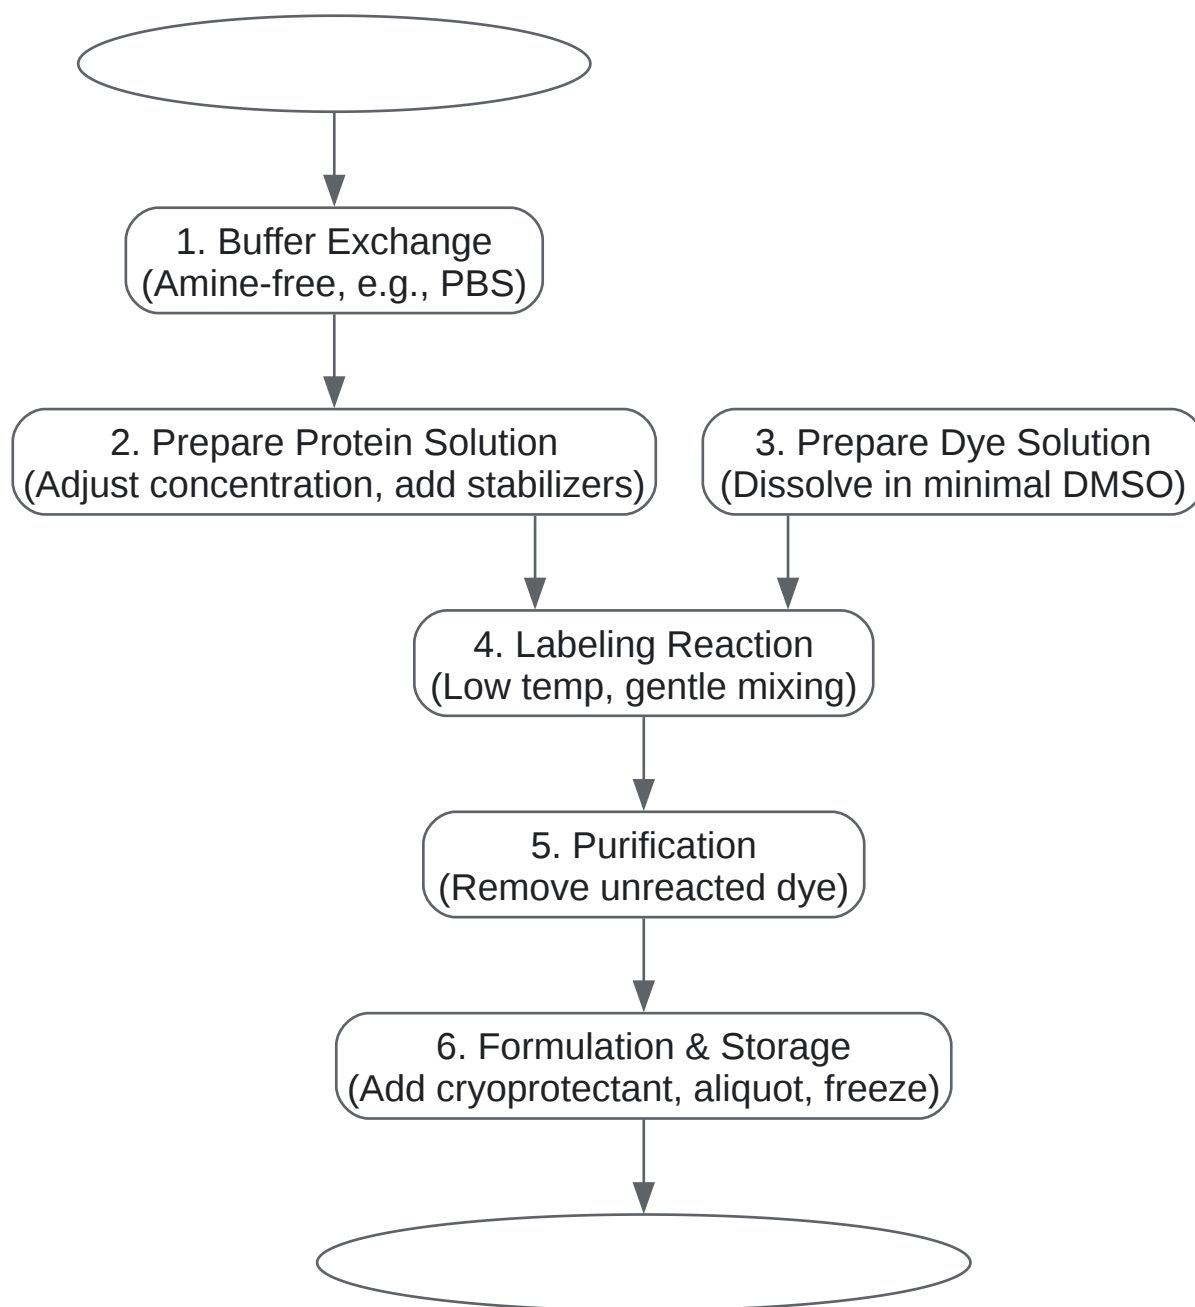 1. Buffer Exchange
(Amine-free, e.g., PBS)
2. Prepare Protein Solution
(Adjust concentration, add stabilizers)
3. Prepare Dye Solution
(Dissolve in minimal DMSO)
4. Labeling Reaction
(Low temp, gentle mixing)
5. Purification
(Remove unreacted dye)
6. Formulation & Storage
(Add cryoprotectant, aliquot, freeze)